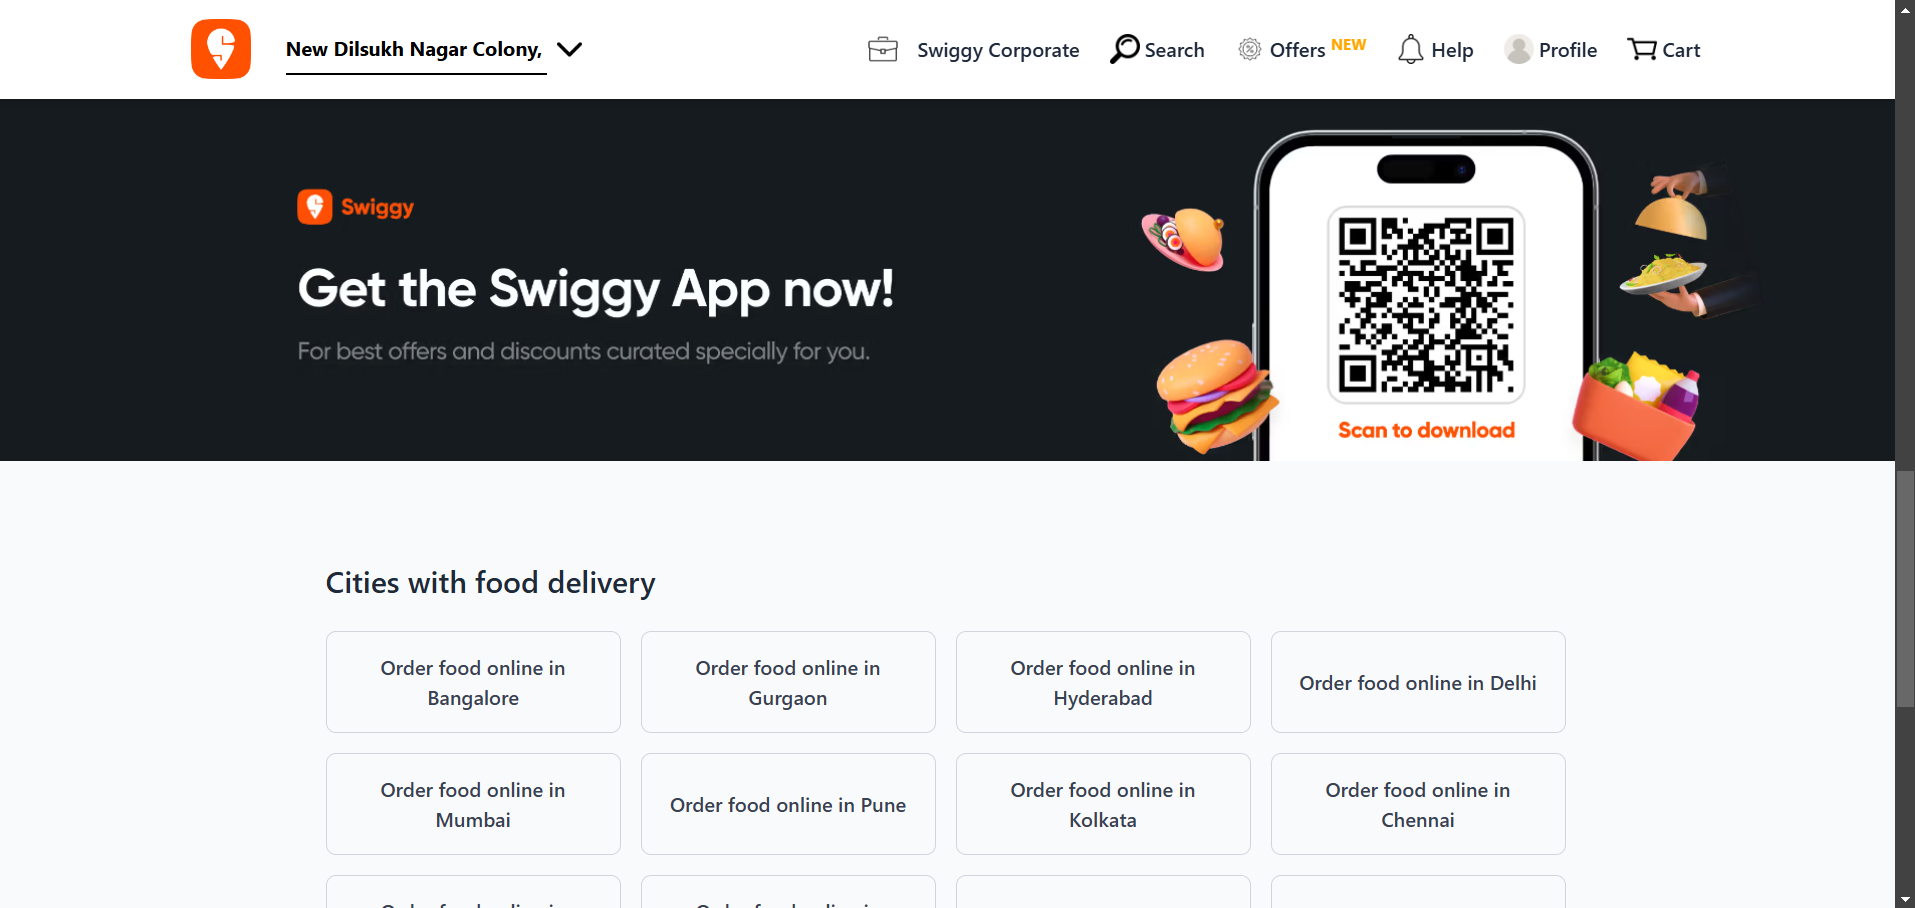 New Dilsukh Nagar Colony,
Swiggy Corporate
Search
Offers NEW
Help
Profile
Cart
Swiggy
Get the Swiggy App now!
For best offers and discounts curated specially for you.
Scan to download
Cities with food delivery
Order food online in
Bangalore
Order food online in
Gurgaon
Order food online in
Hyderabad
Order food online in Delhi
Order food online in
Mumbai
Order food online in Pune
Order food online in
Kolkata
Order food online in
Chennai